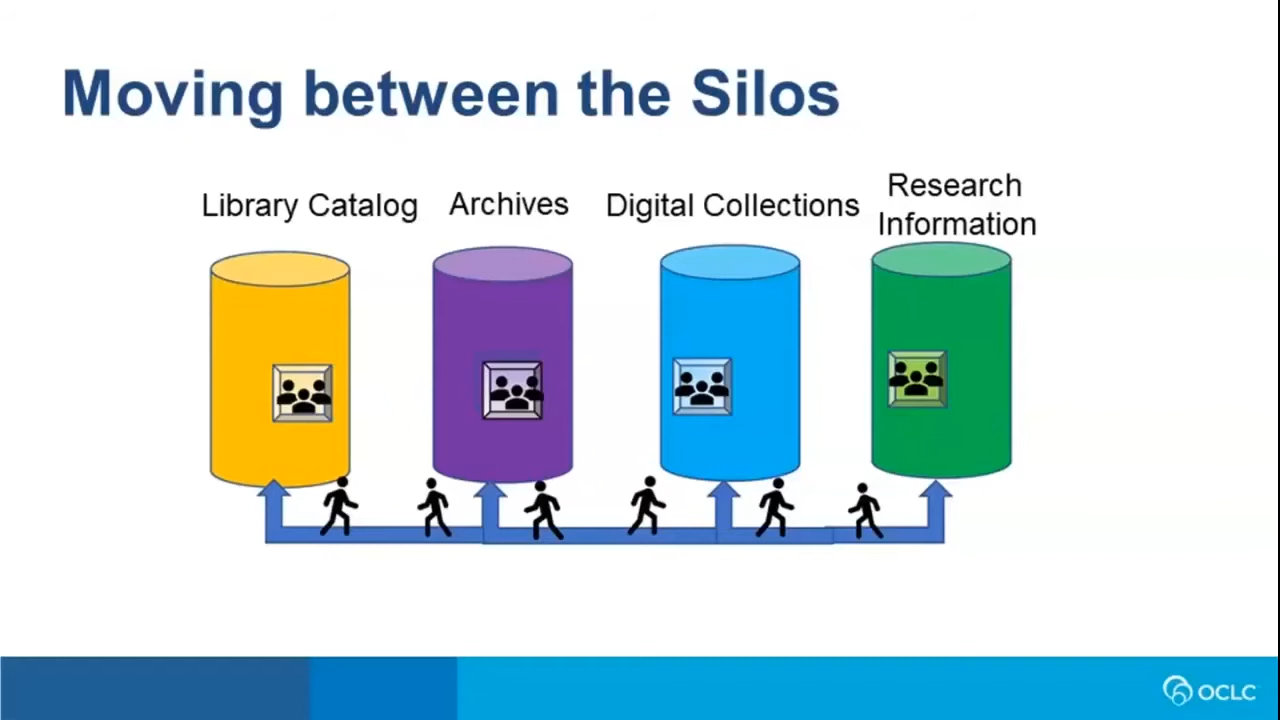 Moving between the Silos
Library Catalog
Archives
Digital Collections
Research
Information
OCLC